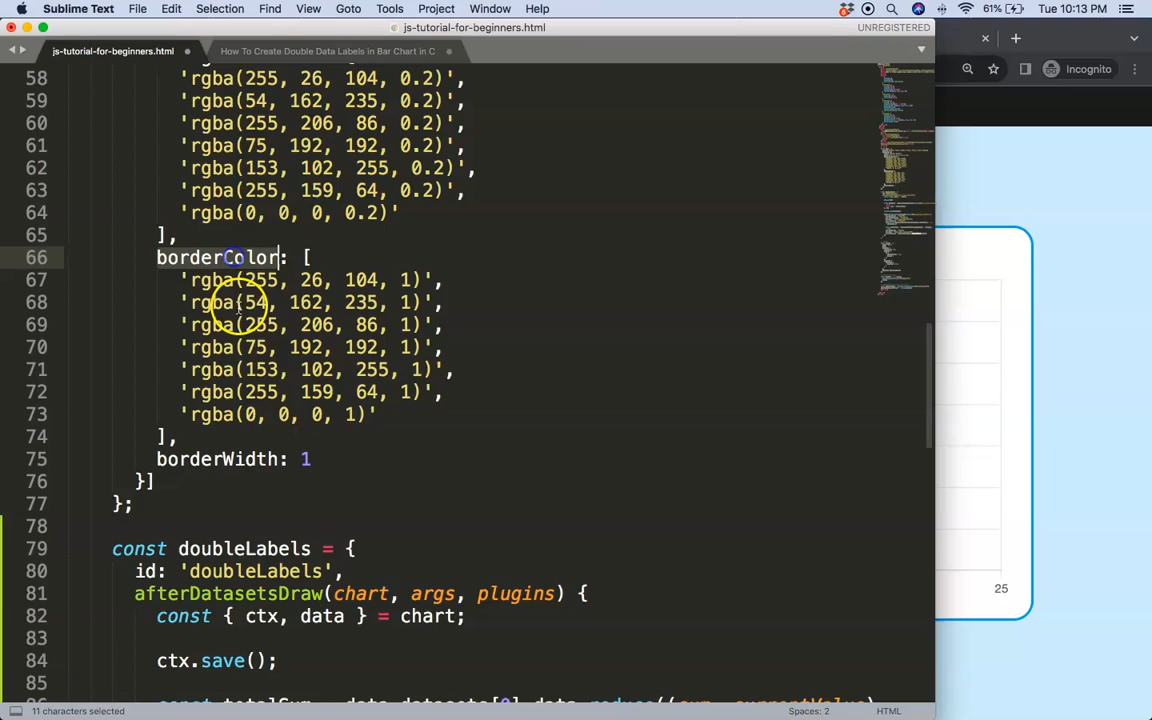 Sublime Text File Edit Selection Find View Goto Tools Project Window Help 61% Tue 10:13 PM
js-tutorial-for-beginners.html UNREGISTERED
js-tutorial-for-beginners.html How To Create Double Data Labels in Bar Chart in C
Incognito
58 'rgba(255, 26, 104, 0.2)',
59 'rgba(54, 162, 235, 0.2)',
60 'rgba(255, 206, 86, 0.2)',
61 'rgba(75, 192, 192, 0.2)',
62 'rgba(153, 102, 255, 0.2)',
63 'rgba(255, 159, 64, 0.2)',
64 'rgba(0, 0, 0, 0.2)'
65 ],
66 borderColor: [
67 'rgba(255, 26, 104, 1)',
68 'rgba(54, 162, 235, 1)',
69 'rgba(255, 206, 86, 1)',
70 'rgba(75, 192, 192, 1)',
71 'rgba(153, 102, 255, 1)',
72 'rgba(255, 159, 64, 1)',
73 'rgba(0, 0, 0, 1)'
74 ],
75 borderWidth: 1
76 }]
77 };
78
79 const doubleLabels = {
80 id: 'doubleLabels',
81 afterDatasetsDraw(chart, args, plugins) {
82 const { ctx, data } = chart;
83
84 ctx.save();
85
25
11 characters selected Spaces: 2 HTML